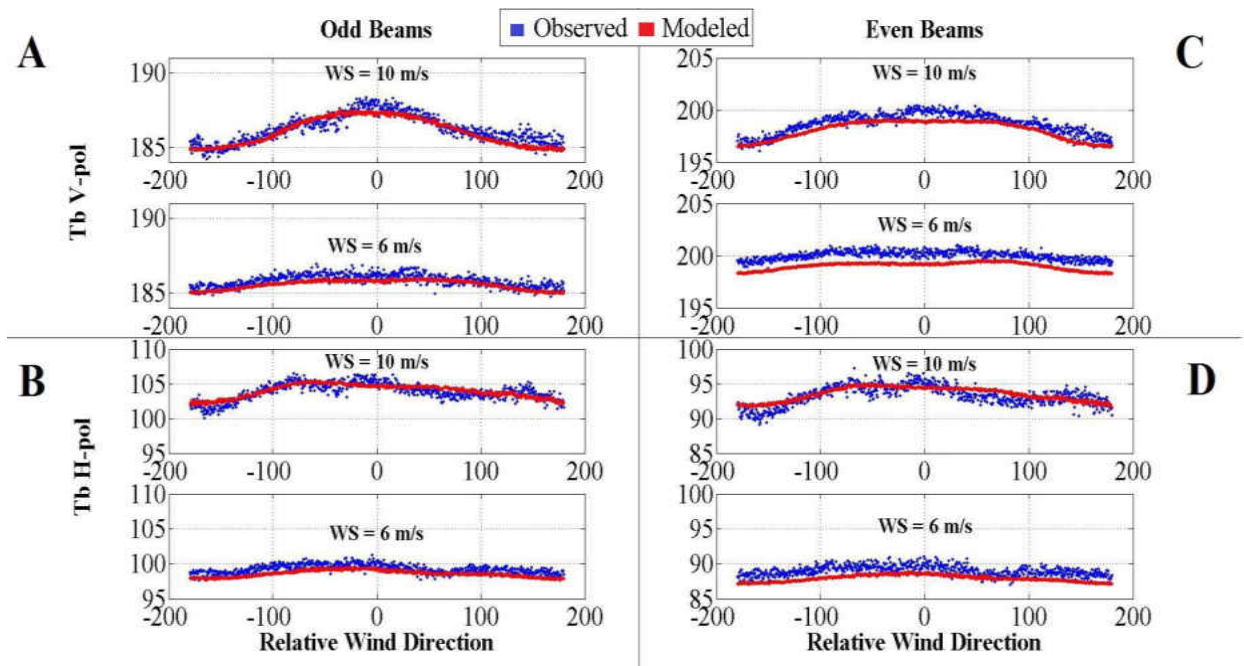 Odd Beams
Observed Modeled
Even Beams
A
190
185
WS = 10 m/s
-200 -100 0 100 200
190
185
WS = 6 m/s
-200 -100 0 100 200
Tb V-pol
C
205
200
195
WS = 10 m/s
-200 -100 0 100 200
205
200
195
WS = 6 m/s
-200 -100 0 100 200
B
110
105
100
95
WS = 10 m/s
-200 -100 0 100 200
110
105
100
95
WS = 6 m/s
-200 -100 0 100 200
Tb H-pol
Relative Wind Direction
D
100
95
90
85
WS = 10 m/s
-200 -100 0 100 200
100
95
90
85
WS = 6 m/s
-200 -100 0 100 200
Relative Wind Direction